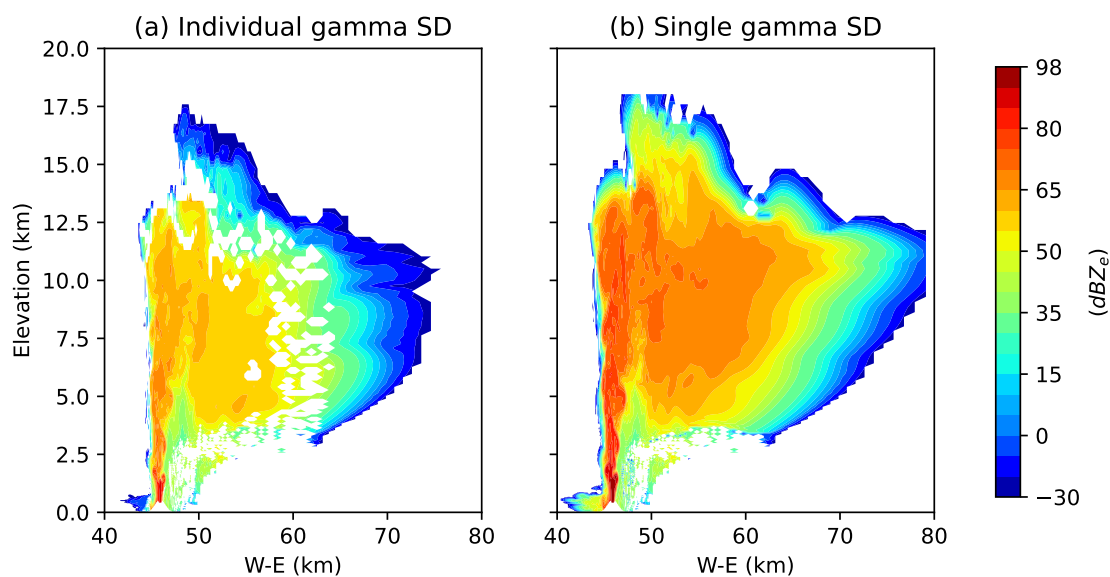 (a) Individual gamma SD
(b) Single gamma SD
20.0
17.5
15.0
12.5
10.0
7.5
5.0
2.5
0.0
Elevation (km)
40 50 60 70 80
40 50 60 70 80
W-E (km)
W-E (km)
98
80
65
50
35
15
0
−30
(dBZe)